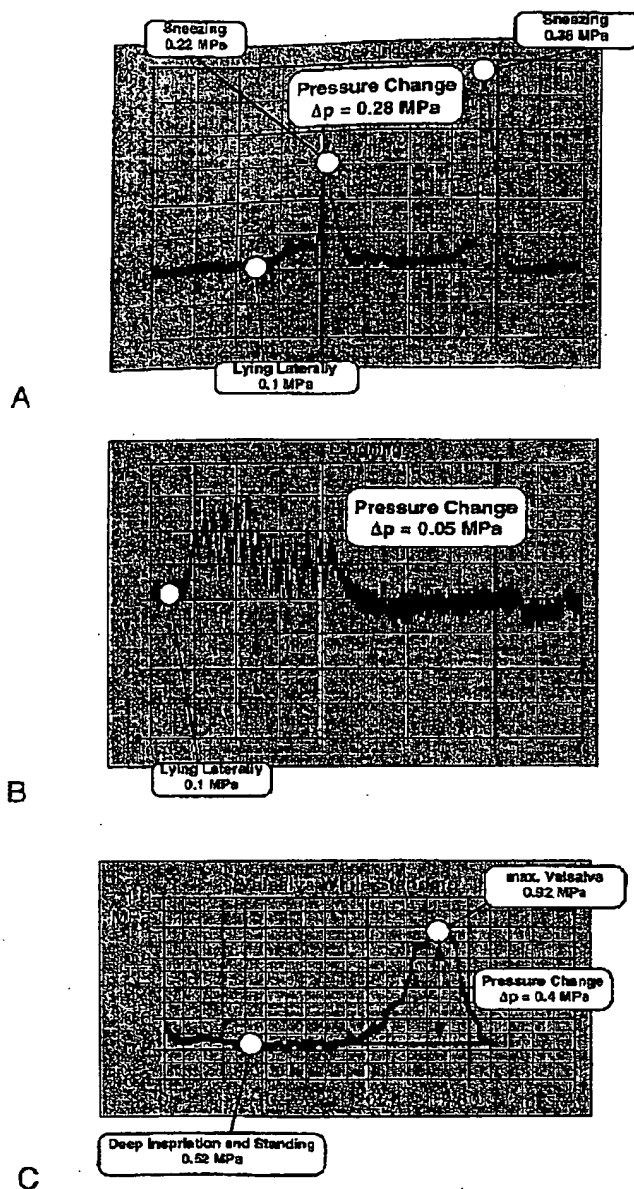 Sneezing
0.22 MPa
Sneezing
0.38 MPa
Pressure Change
Δp = 0.28 MPa
Lying Laterally
0.1 MPa
A
Pressure Change
Δp = 0.05 MPa
Lying Laterally
0.1 MPa
B
max. Valsalva
0.92 MPa
Pressure Change
Δp = 0.4 MPa
Deep Inspriation and Standing
0.52 MPa
C